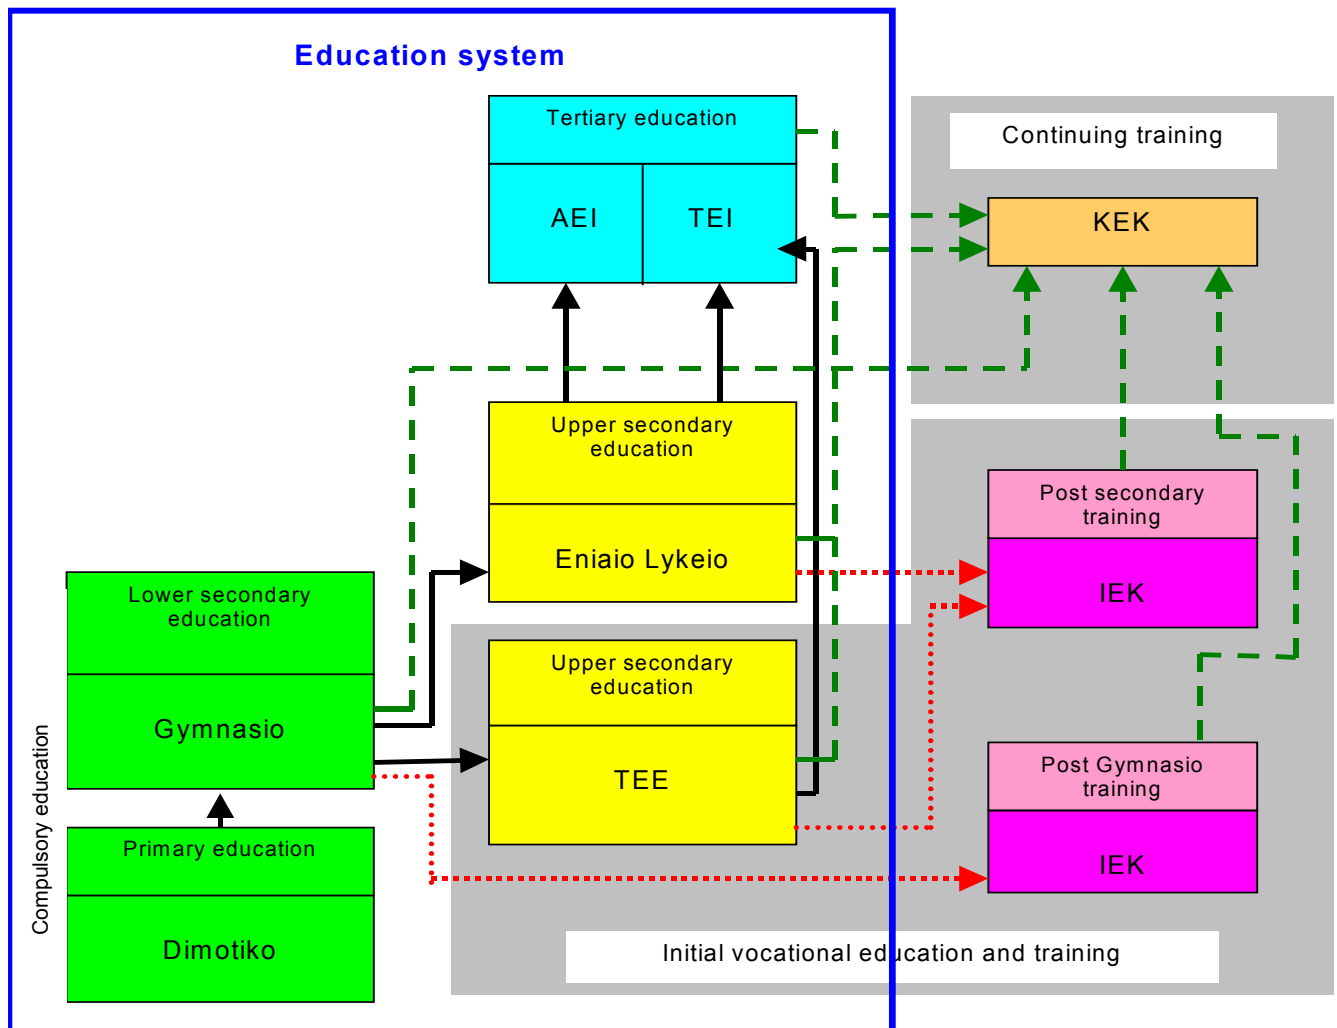 Education system
Tertiary education
AEI
TEI
Continuing training
KEK
Upper secondary
education
Eniaio Lykeio
Post secondary
training
IEK
Lower secondary
education
Gymnasio
Upper secondary
education
TEE
Post Gymnasio
training
IEK
Compulsory education
Primary education
Dimotiko
Initial vocational education and training